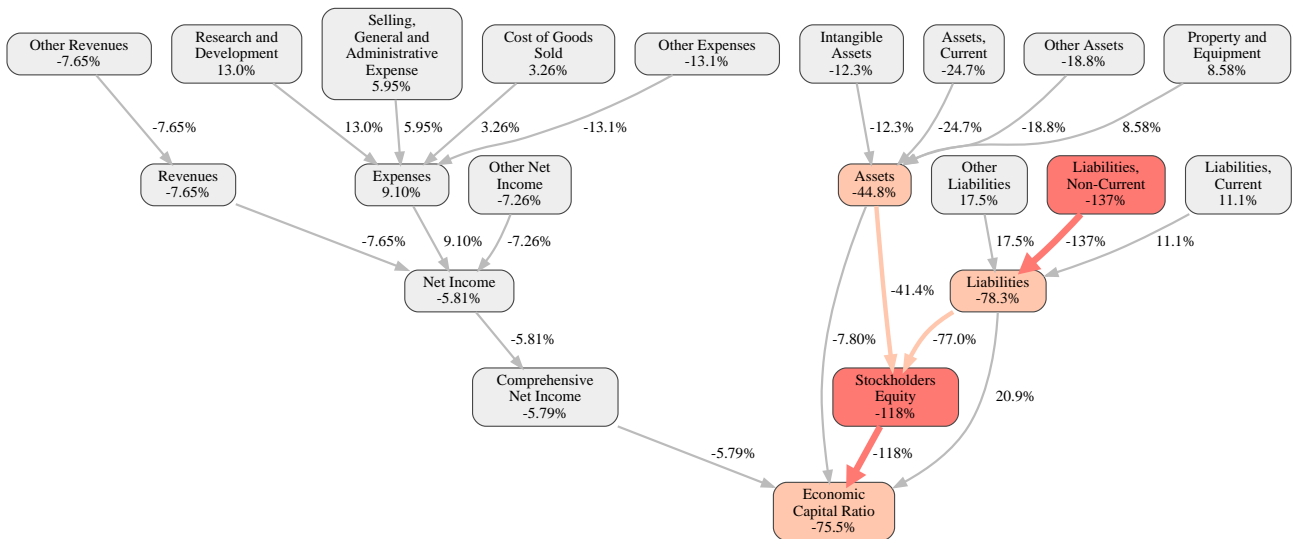 Other Revenues
-7.65%
Research and
Development
13.0%
Selling,
General and
Administrative
Expense
5.95%
Cost of Goods
Sold
3.26%
Other Expenses
-13.1%
Intangible
Assets
-12.3%
Assets,
Current
-24.7%
Other Assets
-18.8%
Property and
Equipment
8.58%
-7.65%
13.0%
5.95%
3.26%
-13.1%
-12.3%
-24.7%
-18.8%
8.58%
Revenues
-7.65%
Expenses
9.10%
Other Net
Income
-7.26%
Assets
-44.8%
Other
Liabilities
17.5%
Liabilities,
Non-Current
-137%
Liabilities,
Current
11.1%
-7.65%
9.10%
-7.26%
17.5%
-137%
11.1%
Net Income
-5.81%
-41.4%
Liabilities
-78.3%
-5.81%
-7.80%
-77.0%
Comprehensive
Net Income
-5.79%
Stockholders
Equity
-118%
20.9%
-5.79%
-118%
Economic
Capital Ratio
-75.5%